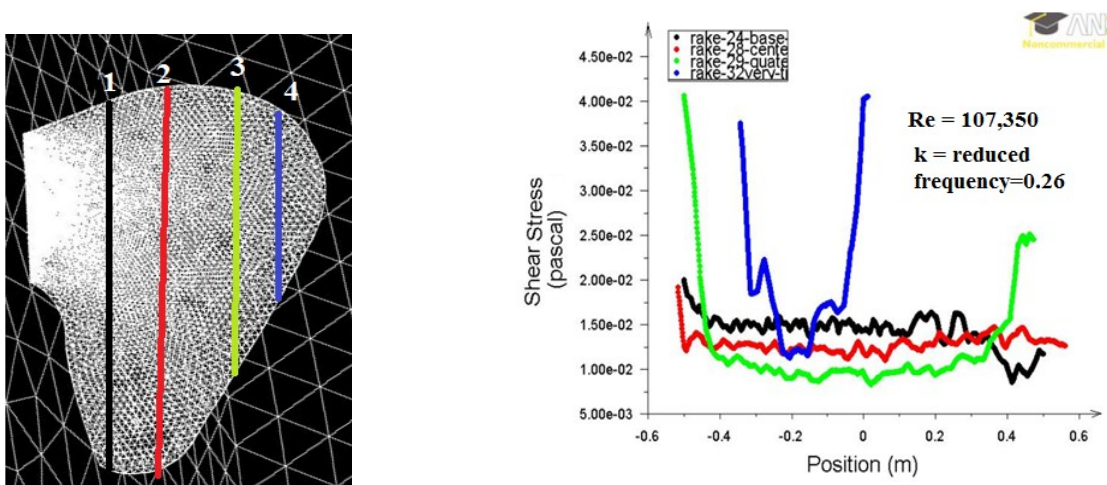 1
2
3
4
AN
Noncommercial
rake-24-base-
rake-28-cente
rake-29-quate
rake-32very-ti
4.50e-02
4.00e-02
3.50e-02
3.00e-02
2.50e-02
2.00e-02
1.50e-02
1.00e-02
5.00e-03
Shear Stress
(pascal)
Re = 107,350
k = reduced
frequency=0.26
-0.6
-0.4
-0.2
0
0.2
0.4
0.6
Position (m)